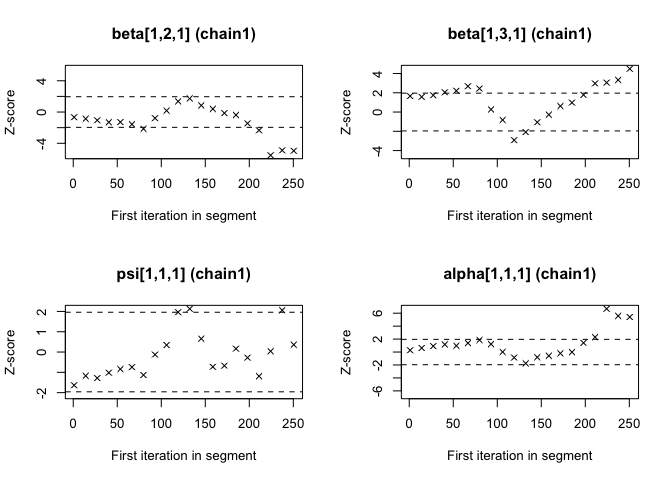 beta[1,2,1] (chain1)
Z-score
4
0
-4
0 50 100 150 200 250
First iteration in segment
beta[1,3,1] (chain1)
Z-score
4
2
0
-4
0 50 100 150 200 250
First iteration in segment
psi[1,1,1] (chain1)
Z-score
2
1
0
-2
0 50 100 150 200 250
First iteration in segment
alpha[1,1,1] (chain1)
Z-score
6
2
-2
-6
0 50 100 150 200 250
First iteration in segment